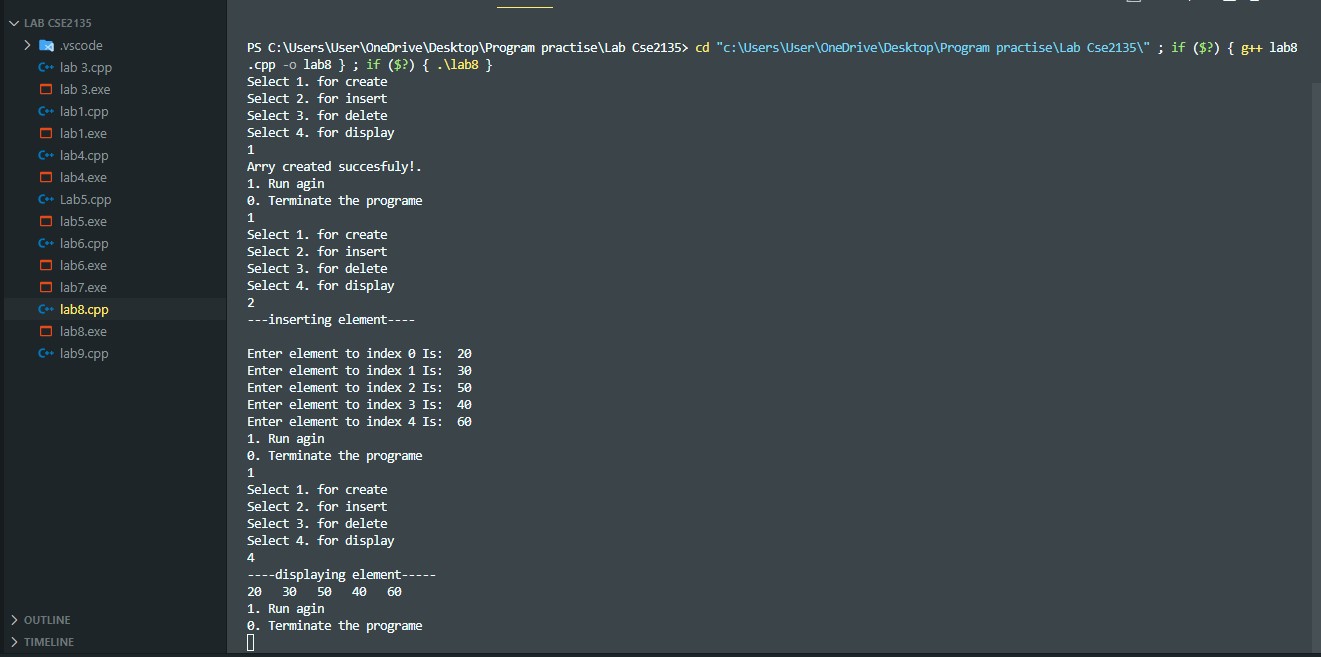 LAB CSE2135
.vscode
lab 3.cpp
lab 3.exe
lab1.cpp
lab1.exe
lab4.cpp
lab4.exe
Lab5.cpp
lab5.exe
lab6.cpp
lab6.exe
lab7.exe
lab8.cpp
lab8.exe
lab9.cpp
OUTLINE
TIMELINE
PS C:\Users\User\OneDrive\Desktop\Program practise\Lab Cse2135> cd "c:\Users\User\OneDrive\Desktop\Program practise\Lab Cse2135\" ; if ($?) { g++ lab8
.cpp -o lab8 } ; if ($?) { .\lab8 }
Select 1. for create
Select 2. for insert
Select 3. for delete
Select 4. for display
1
Arry created succesfuly!.
1. Run agin
0. Terminate the programe
1
Select 1. for create
Select 2. for insert
Select 3. for delete
Select 4. for display
2
---inserting element----
Enter element to index 0 Is:  20
Enter element to index 1 Is:  30
Enter element to index 2 Is:  50
Enter element to index 3 Is:  40
Enter element to index 4 Is:  60
1. Run agin
0. Terminate the programe
1
Select 1. for create
Select 2. for insert
Select 3. for delete
Select 4. for display
4
----displaying element-----
20   30   50   40   60
1. Run agin
0. Terminate the programe